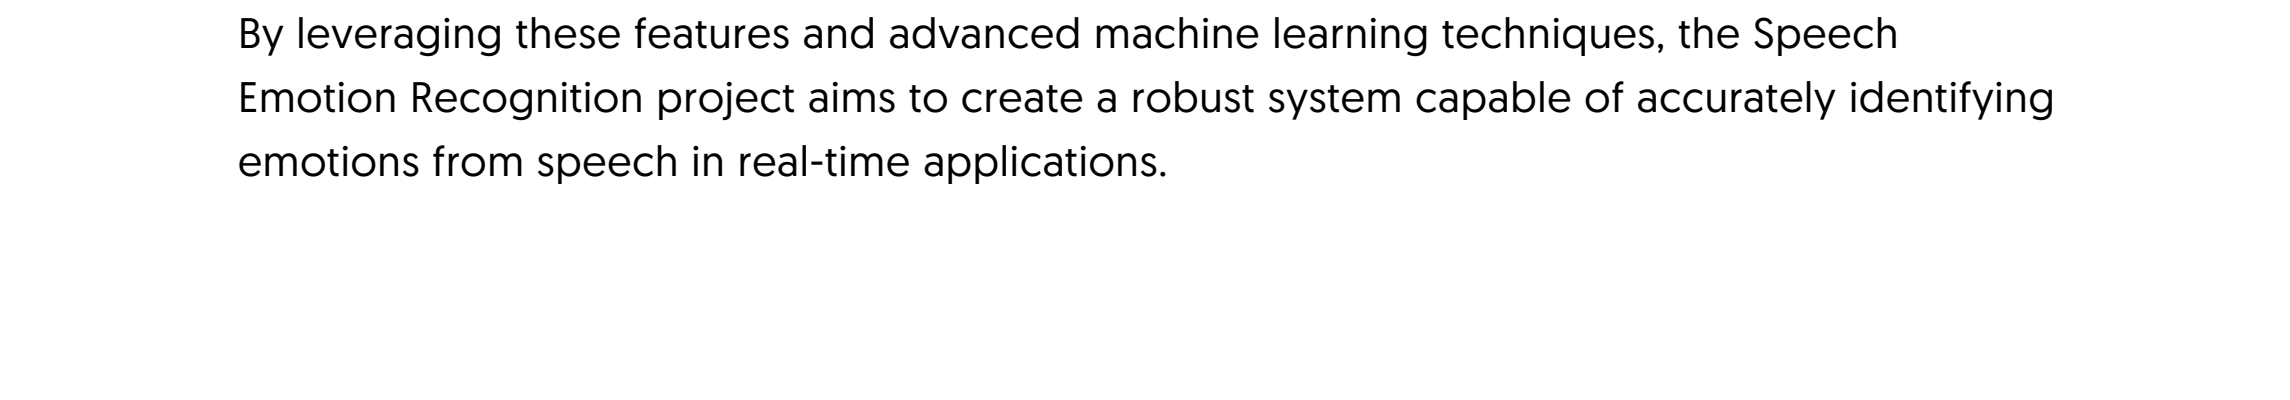 By leveraging these features and advanced machine learning techniques, the Speech
Emotion Recognition project aims to create a robust system capable of accurately identifying
emotions from speech in real-time applications.